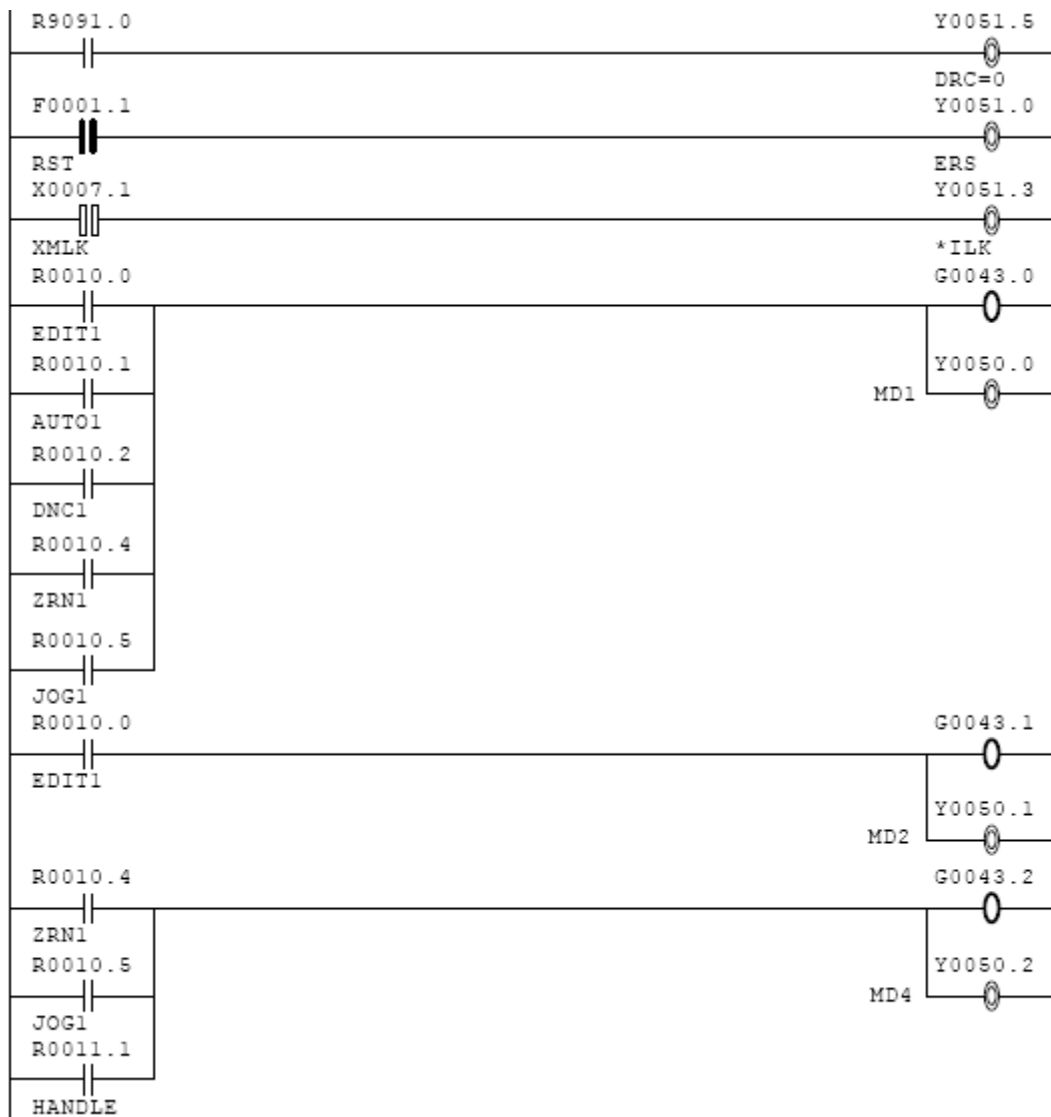 R9091.0 Y0051.5
DRC=0
F0001.1 Y0051.0
RST ERS
X0007.1 Y0051.3
XMLK *ILK
R0010.0 G0043.0
EDIT1
R0010.1 Y0050.0
MD1
AUTO1
R0010.2
DNC1
R0010.4
ZRN1
R0010.5
JOG1
R0010.0 G0043.1
EDIT1
Y0050.1
MD2
R0010.4 G0043.2
ZRN1
R0010.5 Y0050.2
MD4
JOG1
R0011.1
HANDLE